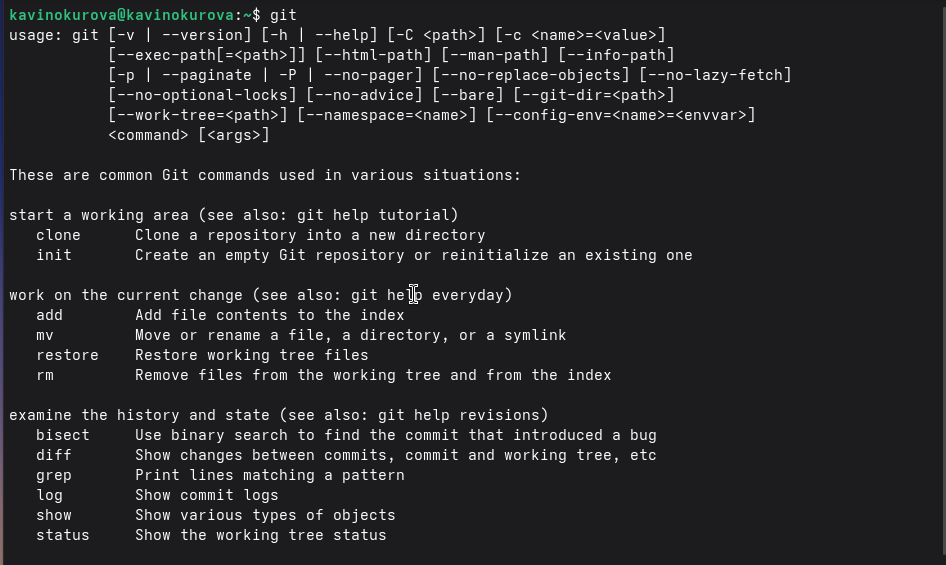 kavinokurova@kavinokurova:~$ git
usage: git [-v | --version] [-h | --help] [-C <path>] [-c <name>=<value>]
           [--exec-path[=<path>]] [--html-path] [--man-path] [--info-path]
           [-p | --paginate | -P | --no-pager] [--no-replace-objects] [--no-lazy-fetch]
           [--no-optional-locks] [--no-advice] [--bare] [--git-dir=<path>]
           [--work-tree=<path>] [--namespace=<name>] [--config-env=<name>=<envvar>]
           <command> [<args>]

These are common Git commands used in various situations:

start a working area (see also: git help tutorial)
   clone      Clone a repository into a new directory
   init       Create an empty Git repository or reinitialize an existing one

work on the current change (see also: git help everyday)
   add        Add file contents to the index
   mv         Move or rename a file, a directory, or a symlink
   restore    Restore working tree files
   rm         Remove files from the working tree and from the index

examine the history and state (see also: git help revisions)
   bisect     Use binary search to find the commit that introduced a bug
   diff       Show changes between commits, commit and working tree, etc
   grep       Print lines matching a pattern
   log        Show commit logs
   show       Show various types of objects
   status     Show the working tree status